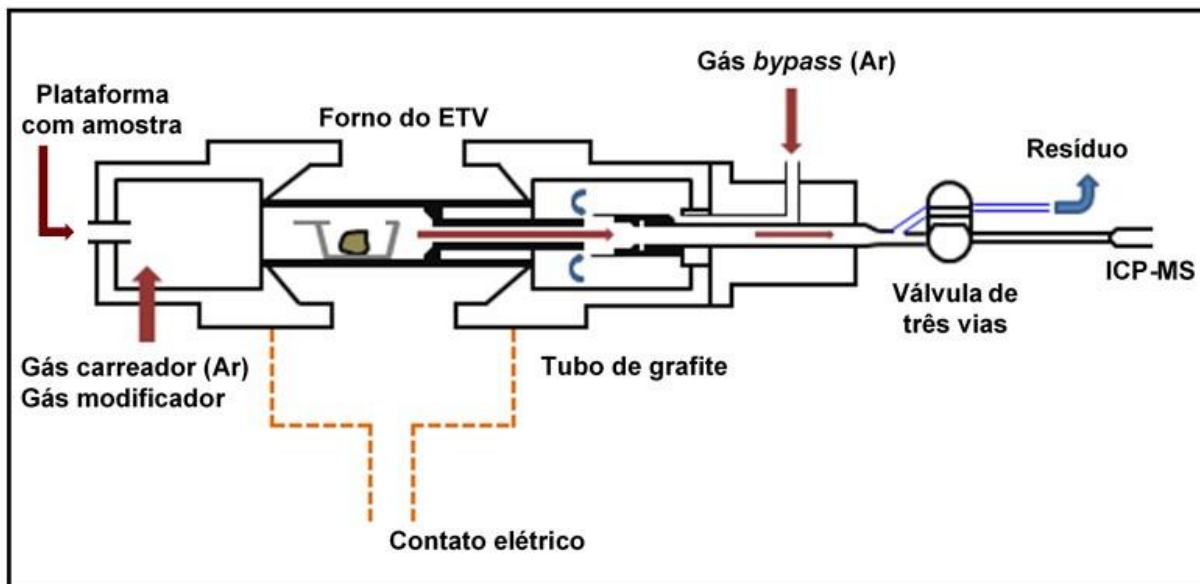 Gás bypass (Ar)
Plataforma
com amostra
Forno do ETV
Resíduo
ICP-MS
Válvula de
três vias
Gás carreador (Ar)
Gás modificador
Tubo de grafite
Contato elétrico